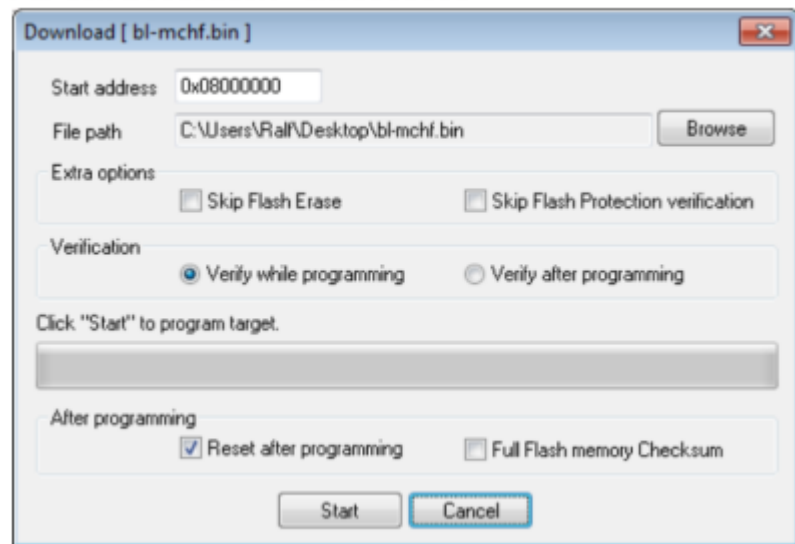 Download [ bl-mchf.bin ]
Start address 0x08000000
File path C:\Users\Ralf\Desktop\bl-mchf.bin Browse
Extra options
Skip Flash Erase Skip Flash Protection verification
Verification
Verify while programming Verify after programming
Click "Start" to program target.
After programming
Reset after programming Full Flash memory Checksum
Start Cancel